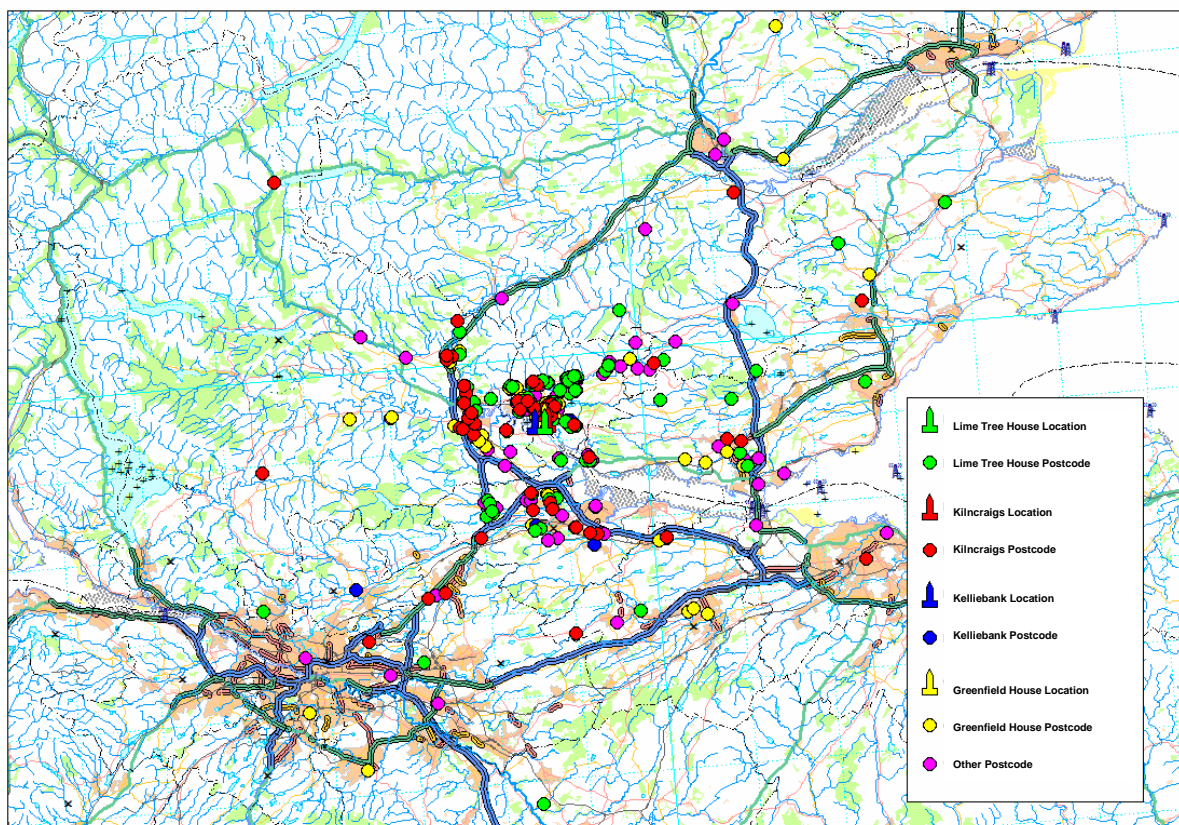 Lime Tree House Location
Lime Tree House Postcode
Kilncraigs Location
Kilncraigs Postcode
Kelliebank Location
Kelliebank Postcode
Greenfield House Location
Greenfield House Postcode
Other Postcode